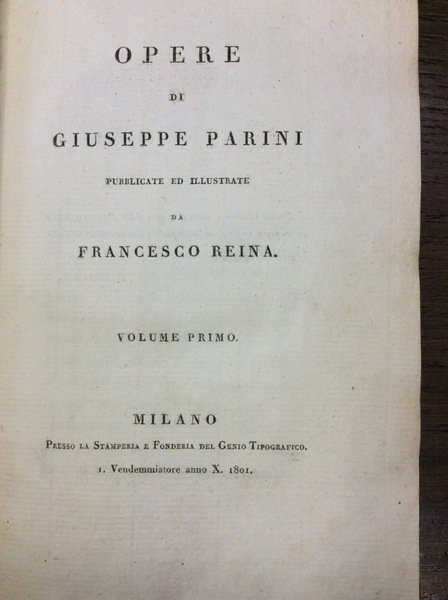 OPERE
DI
GIUSEPPE PARINI
PUBBLICATE ED ILLUSTRATE
DA
FRANCESCO REINA.
VOLUME PRIMO.
MILANO
PRESSO LA STAMPERIA E FONDERIA DEL GENIO TIPOGRAFICO.
1. Vendemmiatore anno X. 1801.